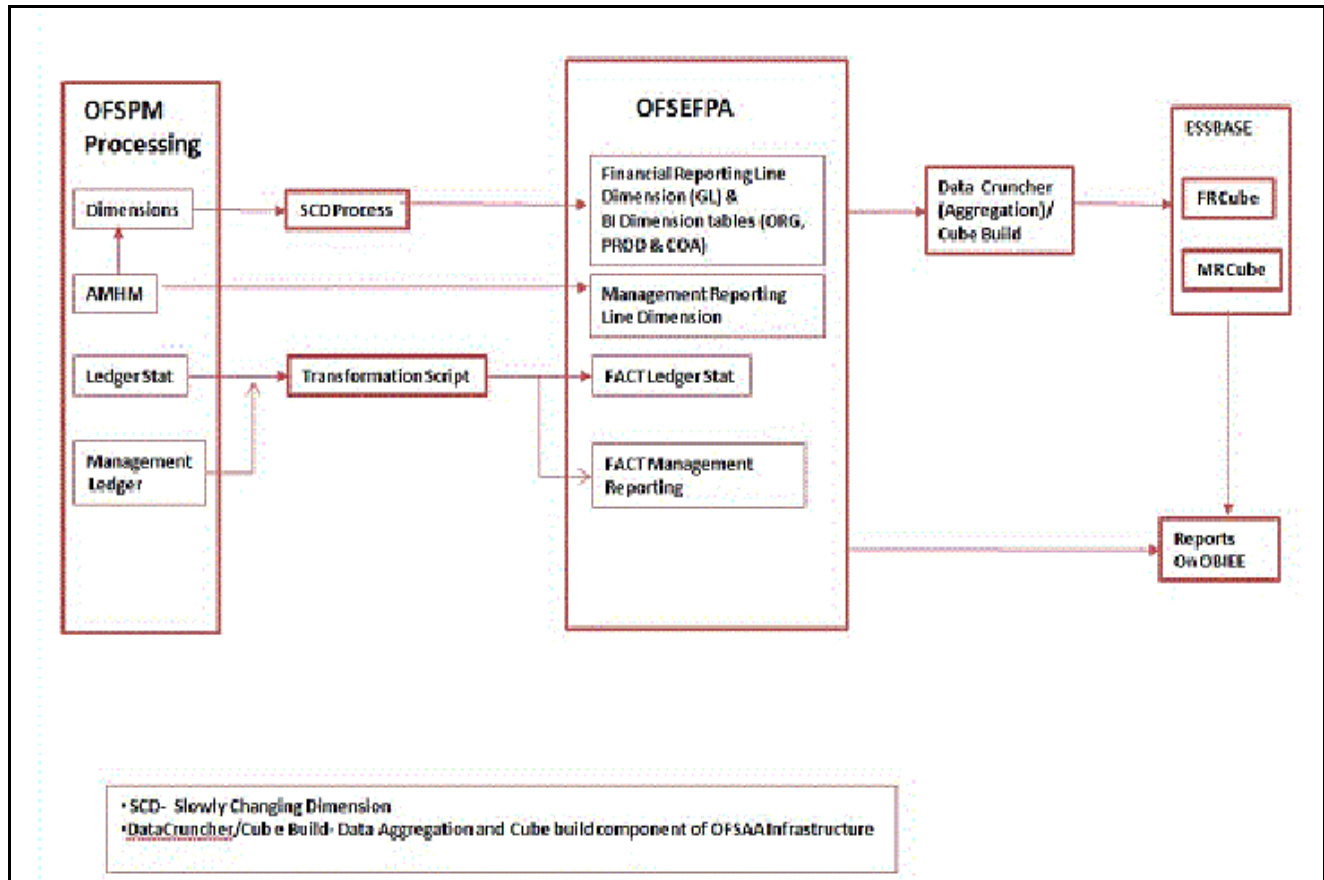 OFSPM
Processing
Dimensions
AMHM
Ledger Stat
Management
Ledger
SCD Process
Transformation Script
OFSEFPA
Financial Reporting Line
Dimension (GL) &
BI Dimension tables (ORG,
PROD & COA)
Management Reporting
Line Dimension
FACT Ledger Stat
FACT Management
Reporting
Data Cruncher
(Aggregation)/
Cube Build
ESSBASE
FRCube
MRCube
Reports
On OBIEE
•SCD- Slowly Changing Dimension
•DataCruncher/Cube Build- Data Aggregation and Cube build component of OFSAAInfrastructure